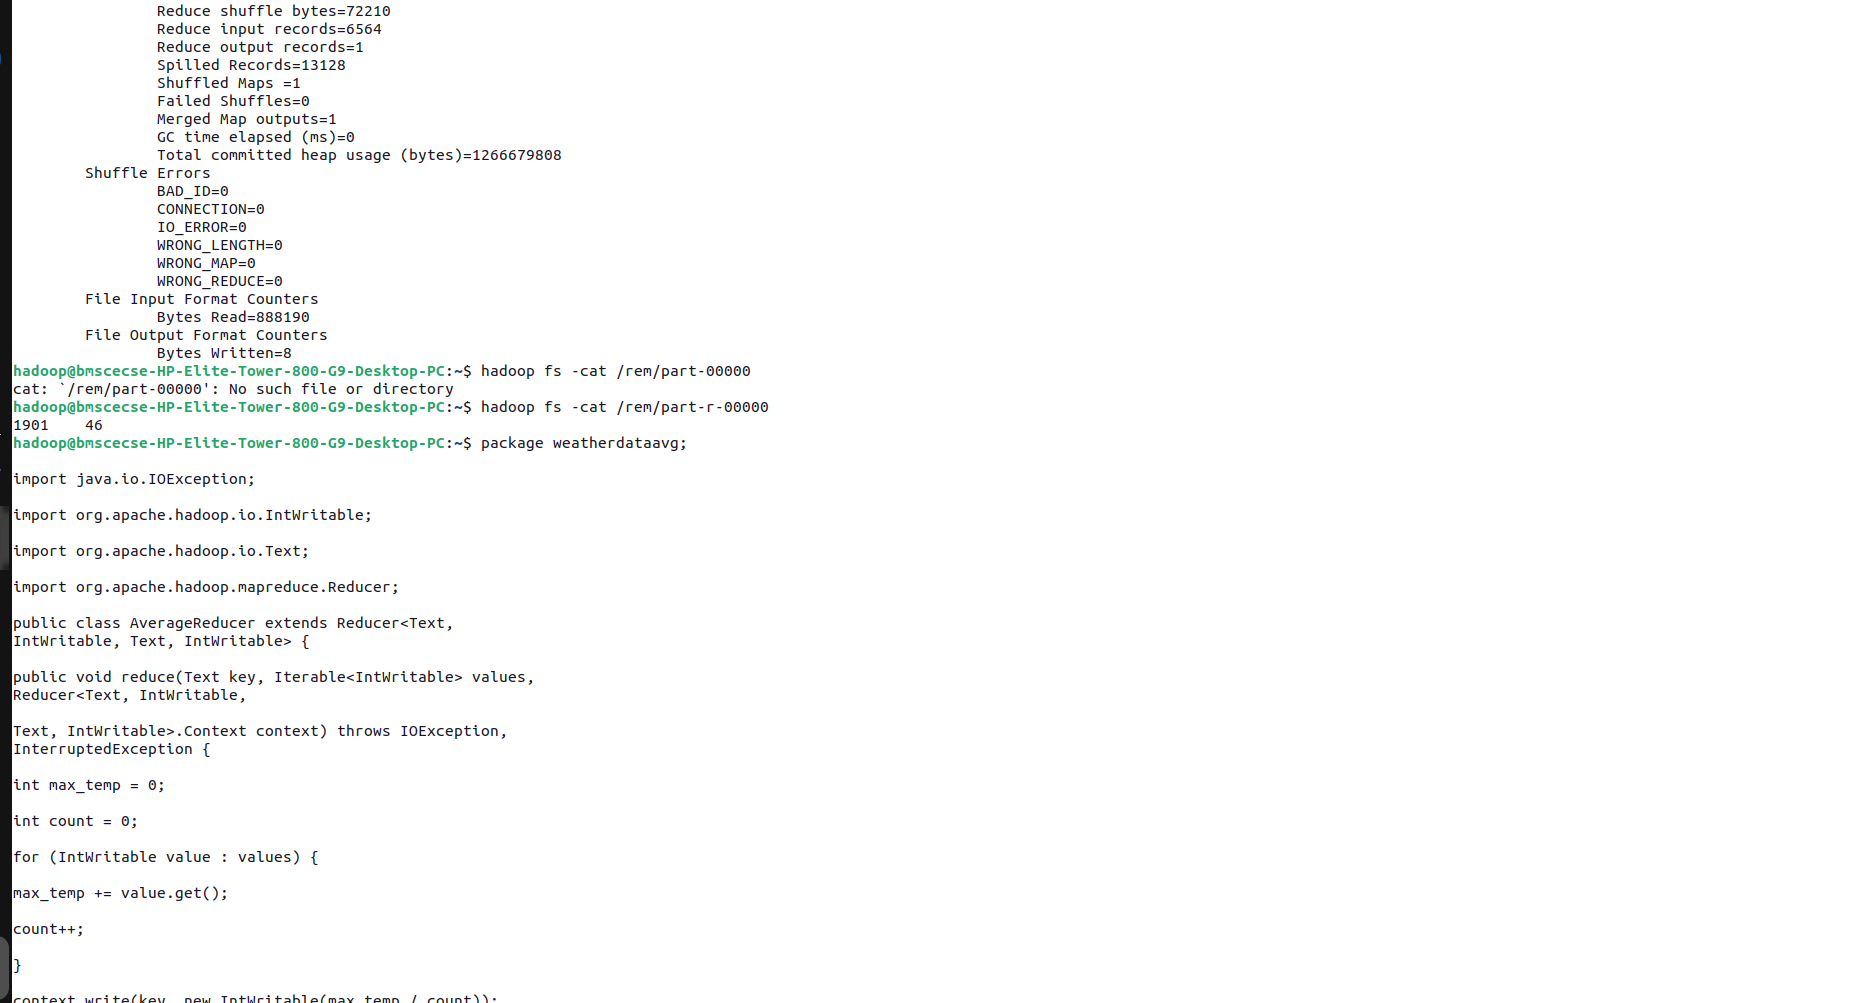 Reduce shuffle bytes=72210
Reduce input records=6564
Reduce output records=1
Spilled Records=13128
Shuffled Maps =1
Failed Shuffles=0
Merged Map outputs=1
GC time elapsed (ms)=0
Total committed heap usage (bytes)=1266679808
Shuffle Errors
BAD_ID=0
CONNECTION=0
IO_ERROR=0
WRONG_LENGTH=0
WRONG_MAP=0
WRONG_REDUCE=0
File Input Format Counters
Bytes Read=888190
File Output Format Counters
Bytes Written=8
hadoop@bmscecse-HP-Elite-Tower-800-G9-Desktop-PC:~$ hadoop fs -cat /rem/part-00000
cat: `/rem/part-00000': No such file or directory
hadoop@bmscecse-HP-Elite-Tower-800-G9-Desktop-PC:~$ hadoop fs -cat /rem/part-r-00000
1901    46
hadoop@bmscecse-HP-Elite-Tower-800-G9-Desktop-PC:~$ package weatherdataavg;
import java.io.IOException;
import org.apache.hadoop.io.IntWritable;
import org.apache.hadoop.io.Text;
import org.apache.hadoop.mapreduce.Reducer;
public class AverageReducer extends Reducer<Text,
IntWritable, Text, IntWritable> {
public void reduce(Text key, Iterable<IntWritable> values,
Reducer<Text, IntWritable,
Text, IntWritable>.Context context) throws IOException,
InterruptedException {
int max_temp = 0;
int count = 0;
for (IntWritable value : values) {
max_temp += value.get();
count++;
}
context.write(key, new IntWritable(max_temp / count));